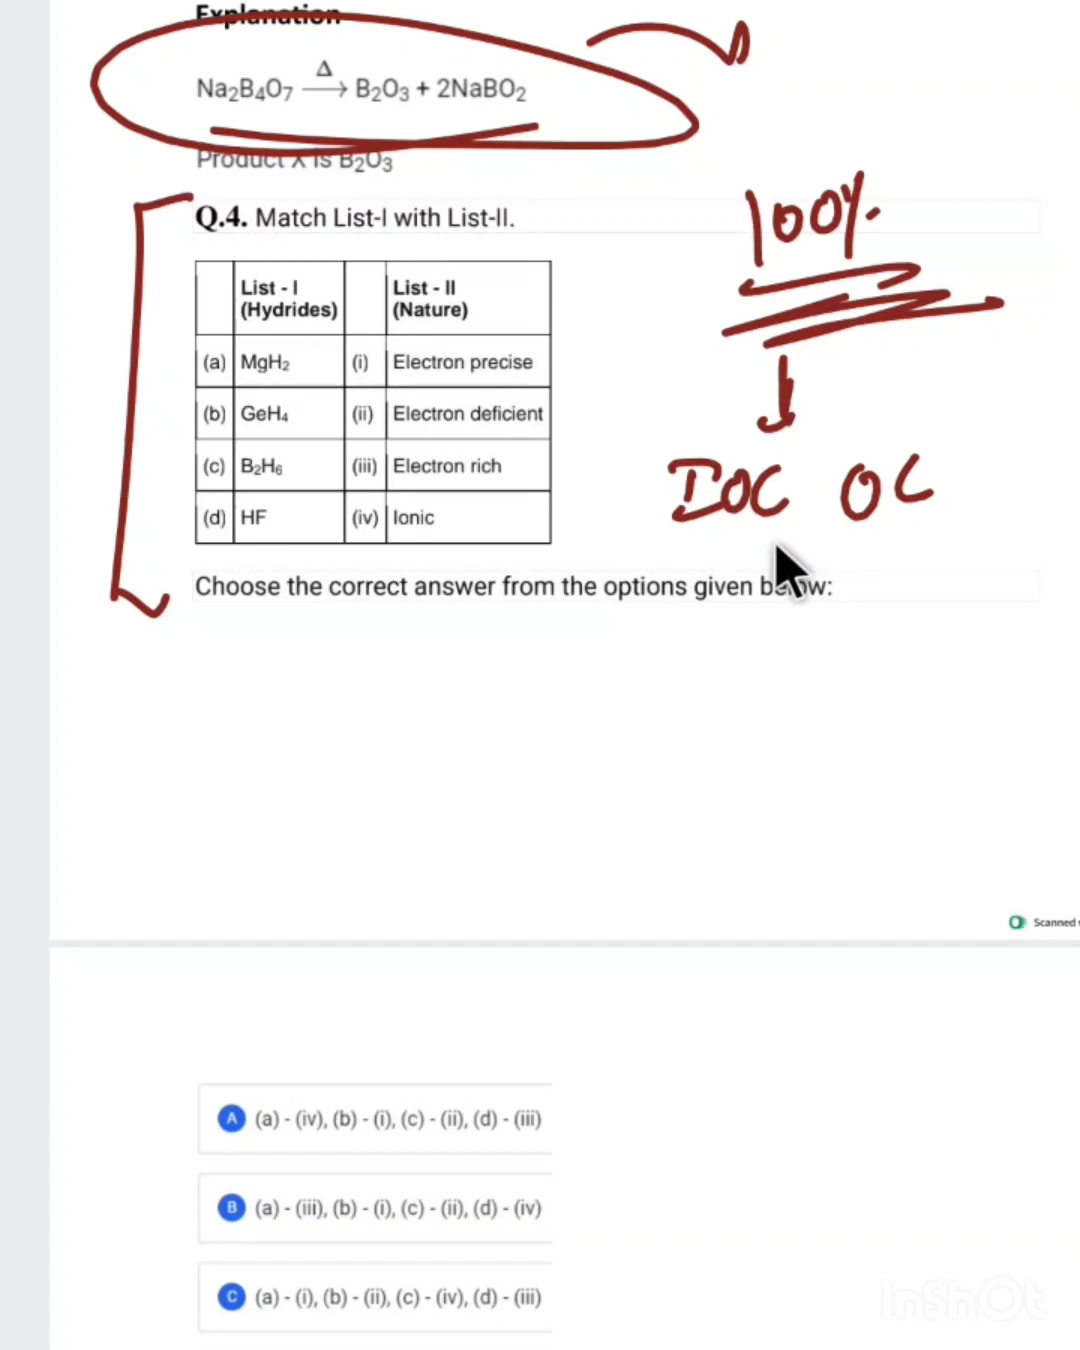 Explanation
Na₂B₄O₇ —Δ→ B₂O₃ + 2NaBO₂
Product X is B₂O₃
Q.4. Match List-I with List-II.
List - I (Hydrides) List - II (Nature)
(a) MgH₂ (i) Electron precise
(b) GeH₄ (ii) Electron deficient
(c) B₂H₆ (iii) Electron rich
(d) HF (iv) Ionic
100%
IOC OC
Choose the correct answer from the options given below:
Scanned
A (a) - (iv), (b) - (i), (c) - (ii), (d) - (iii)
B (a) - (iii), (b) - (i), (c) - (ii), (d) - (iv)
C (a) - (i), (b) - (ii), (c) - (iv), (d) - (iii)
InShOt